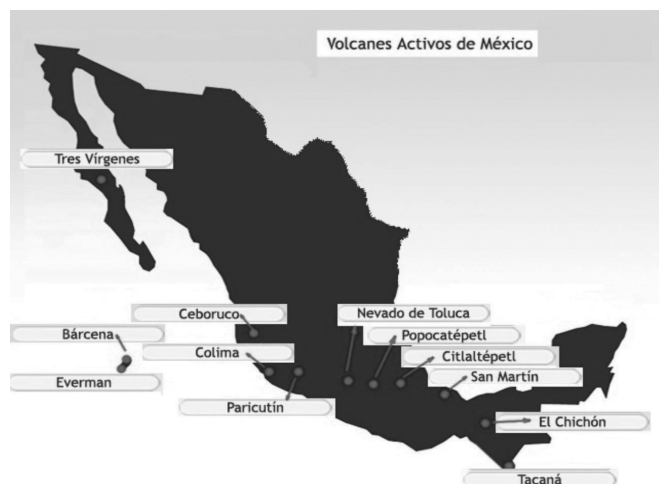 Volcanes Activos de México
Tres Vírgenes
Ceboruco
Nevado de Toluca
Bárcena
Popocatépetl
Colima
Citlaltépetl
Everman
San Martín
Paricutín
El Chichón
Tacaná